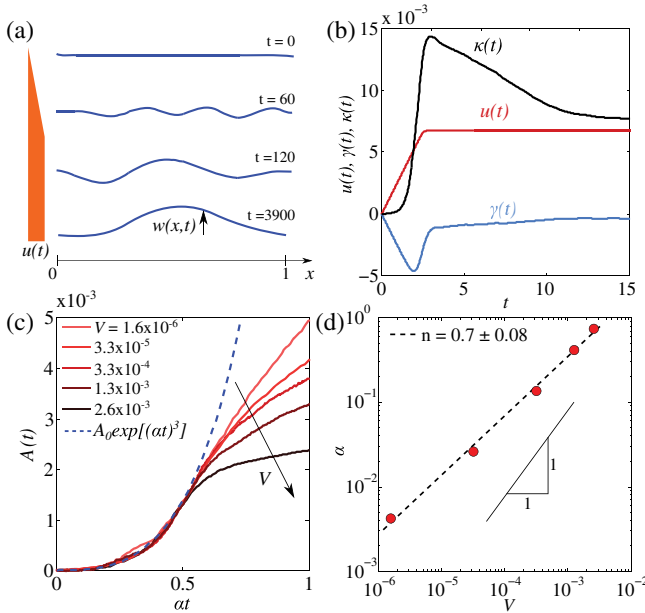 (a)
t = 0
t = 60
t = 120
t =3900
w(x,t)
u(t)
0
1
x
(b)
x 10⁻³
15
10
5
0
−5
u(t), γ(t), κ(t)
κ(t)
u(t)
γ(t)
0
5
10
15
t
(c)
x10⁻³
5
4
3
2
1
0
A(t)
V = 1.6x10⁻⁶
3.3x10⁻⁵
3.3x10⁻⁴
1.3x10⁻³
2.6x10⁻³
A₀exp[(αt)³]
V
0
0.5
1
αt
(d)
10⁰
10⁻¹
10⁻²
10⁻³
α
n = 0.7 ± 0.08
1
1
10⁻⁶
10⁻⁵
10⁻⁴
10⁻³
10⁻²
V